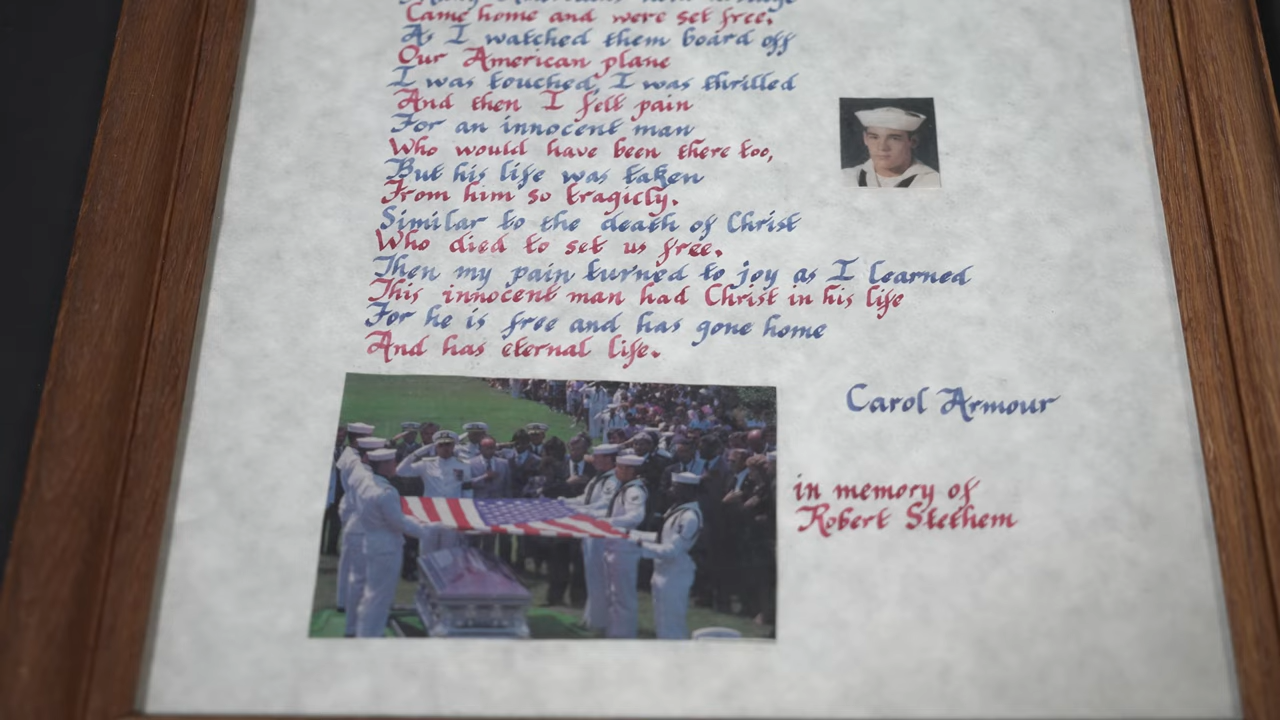 Came home and were set free.
As I watched them board off
Our American plane
I was touched, I was thrilled
And then I felt pain
For an innocent man
Who would have been there too,
But his life was taken
From him so tragicly.
Similar to the death of Christ
Who died to set us free.
Then my pain turned to joy as I learned
This innocent man had Christ in his life
For he is free and has gone home
And has eternal life.
Carol Armour
in memory of
Robert Stethem